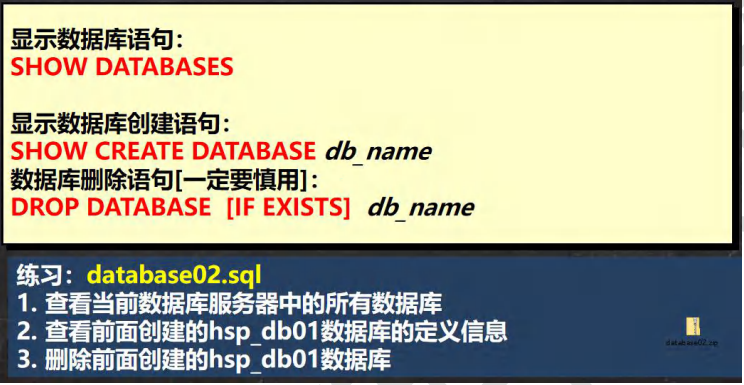 显示数据库语句：
SHOW DATABASES
显示数据库创建语句：
SHOW CREATE DATABASE db_name
数据库删除语句[一定要慎用]：
DROP DATABASE [IF EXISTS] db_name
练习：database02.sql
1. 查看当前数据库服务器中的所有数据库
2. 查看前面创建的hsp_db01数据库的定义信息
3. 删除前面创建的hsp_db01数据库